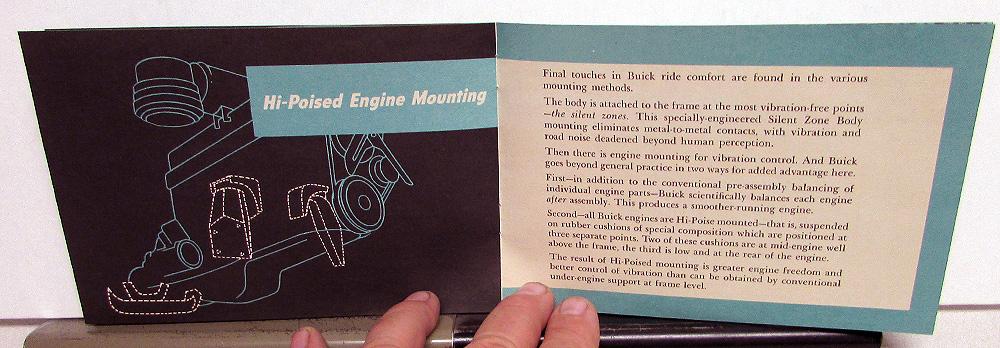 Hi-Poised Engine Mounting
Final touches in Buick ride comfort are found in the various
mounting methods.
The body is attached to the frame at the most vibration-free points
—the silent zones. This specially-engineered Silent Zone Body
mounting eliminates metal-to-metal contacts, with vibration and
road noise deadened beyond human perception.
Then there is engine mounting for vibration control. And Buick
goes beyond general practice in two ways for added advantage here.
First—in addition to the conventional pre-assembly balancing of
individual engine parts—Buick scientifically balances each engine
after assembly. This produces a smoother-running engine.
Second—all Buick engines are Hi-Poise mounted—that is, suspended
on rubber cushions of special composition which are positioned at
three separate points. Two of these cushions are at mid-engine well
above the frame, the third is low and at the rear of the engine.
The result of Hi-Poised mounting is greater engine freedom and
better control of vibration than can be obtained by conventional
under-engine support at frame level.